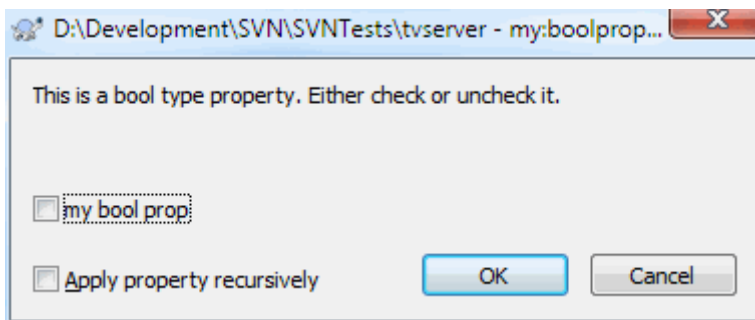 D:\Development\SVN\SVNTests\tvserver - my:boolprop...
This is a bool type property. Either check or uncheck it.
my bool prop
Apply property recursively OK Cancel